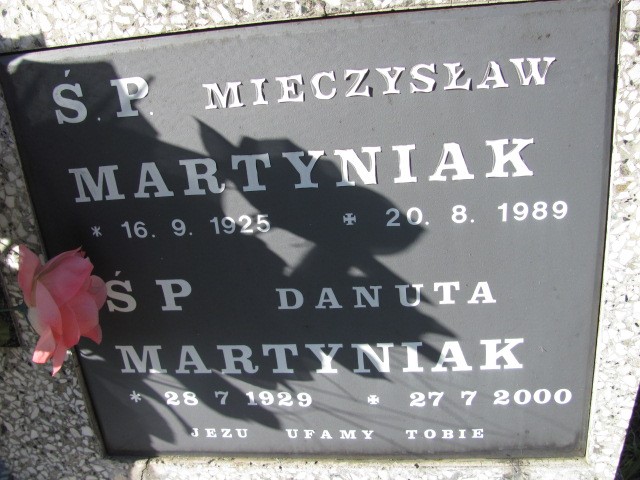 Ś.P. MIECZYSŁAW
MARTYNIAK
* 16. 9. 1925 ✠ 20. 8. 1989
Ś P DANUTA
MARTYNIAK
* 28 7 1929 ✠ 27 7 2000
JEZU UFAMY TOBIE